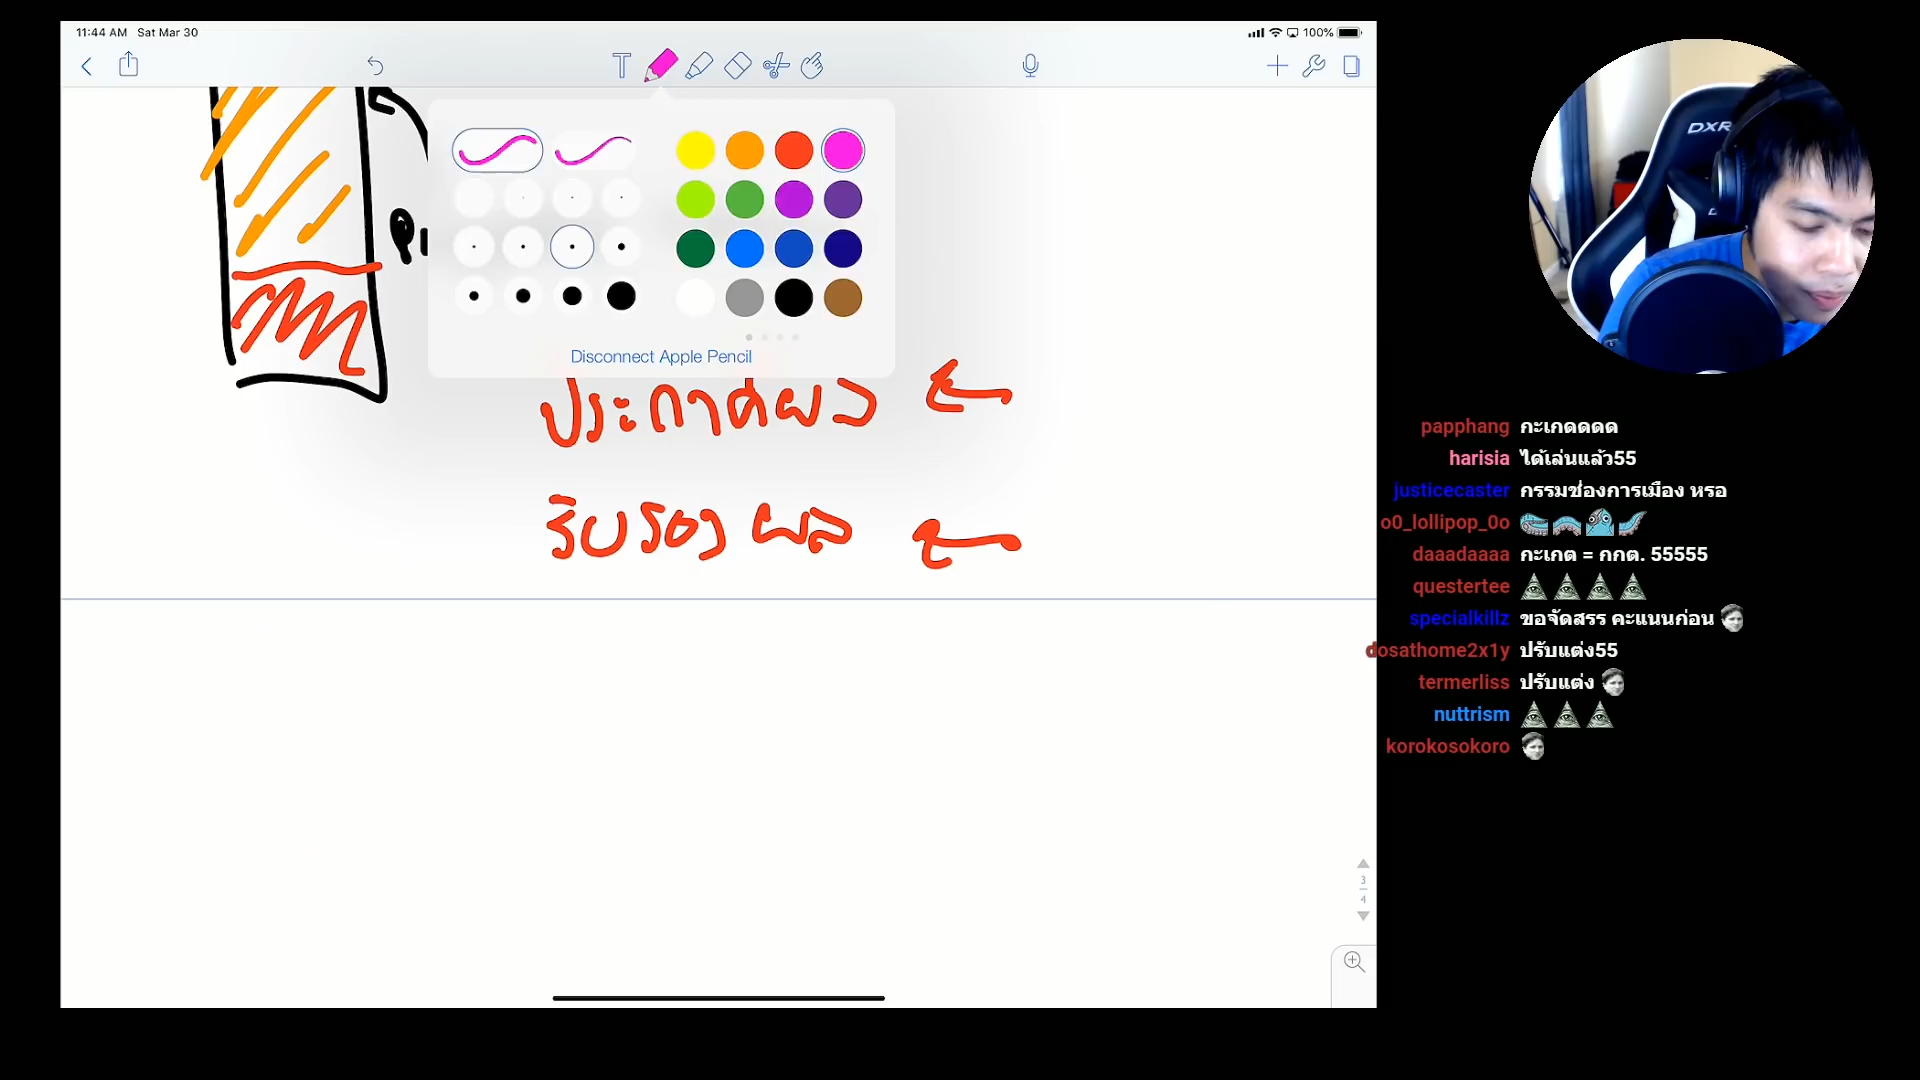 11:44 AM Sat Mar 30
100%
T
Disconnect Apple Pencil
ประกาศผล
รับรองผล
3
4
DXR
papphang กะเกดดดด
harisia ได้เล่นแล้ว55
justicecaster กรรมช่องการเมือง หรอ
o0_lollipop_0o
daaadaaaa กะเกต = กกต. 55555
questertee
specialkillz ขอจัดสรร คะแนนก่อน
dosathome2x1y ปรับแต่ง55
termerliss ปรับแต่ง
nuttrism
korokosokoro